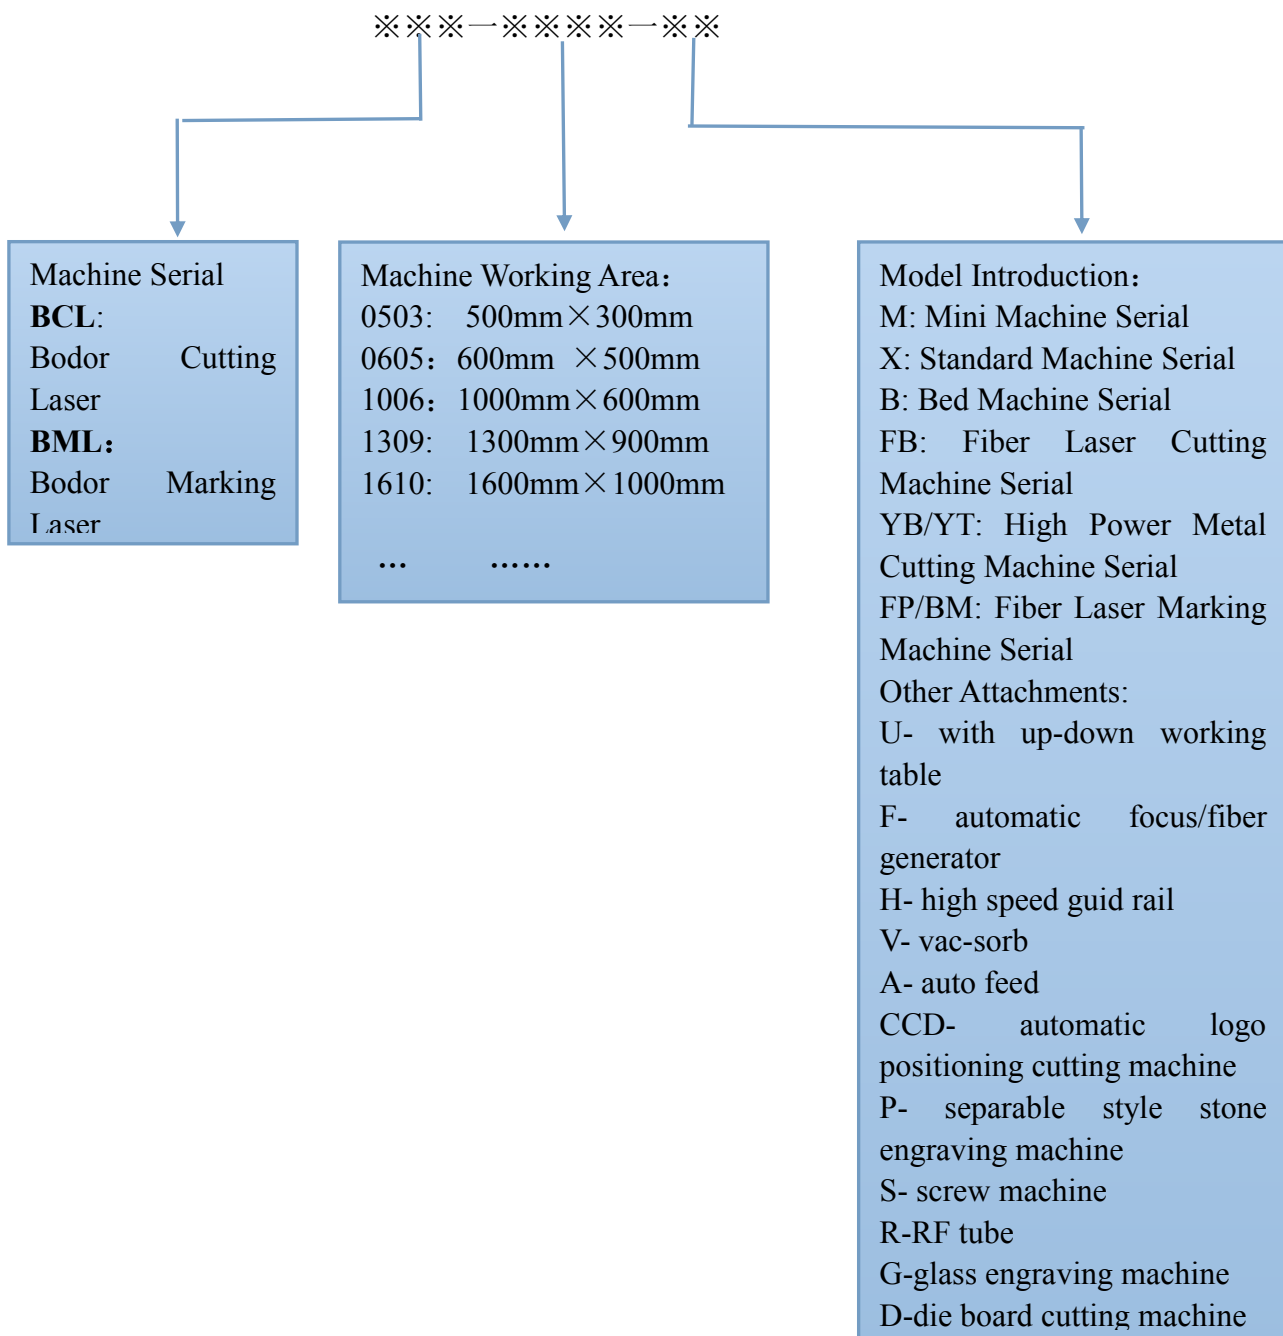 ※※※一※※※※一※※
Machine Serial
BCL:
Bodor Cutting
Laser
BML：
Bodor Marking
Laser
Machine Working Area：
0503: 500mm×300mm
0605：600mm ×500mm
1006：1000mm×600mm
1309: 1300mm×900mm
1610: 1600mm×1000mm
... ......
Model Introduction：
M: Mini Machine Serial
X: Standard Machine Serial
B: Bed Machine Serial
FB: Fiber Laser Cutting
Machine Serial
YB/YT: High Power Metal
Cutting Machine Serial
FP/BM: Fiber Laser Marking
Machine Serial
Other Attachments:
U- with up-down working
table
F- automatic focus/fiber
generator
H- high speed guid rail
V- vac-sorb
A- auto feed
CCD- automatic logo
positioning cutting machine
P- separable style stone
engraving machine
S- screw machine
R-RF tube
G-glass engraving machine
D-die board cutting machine